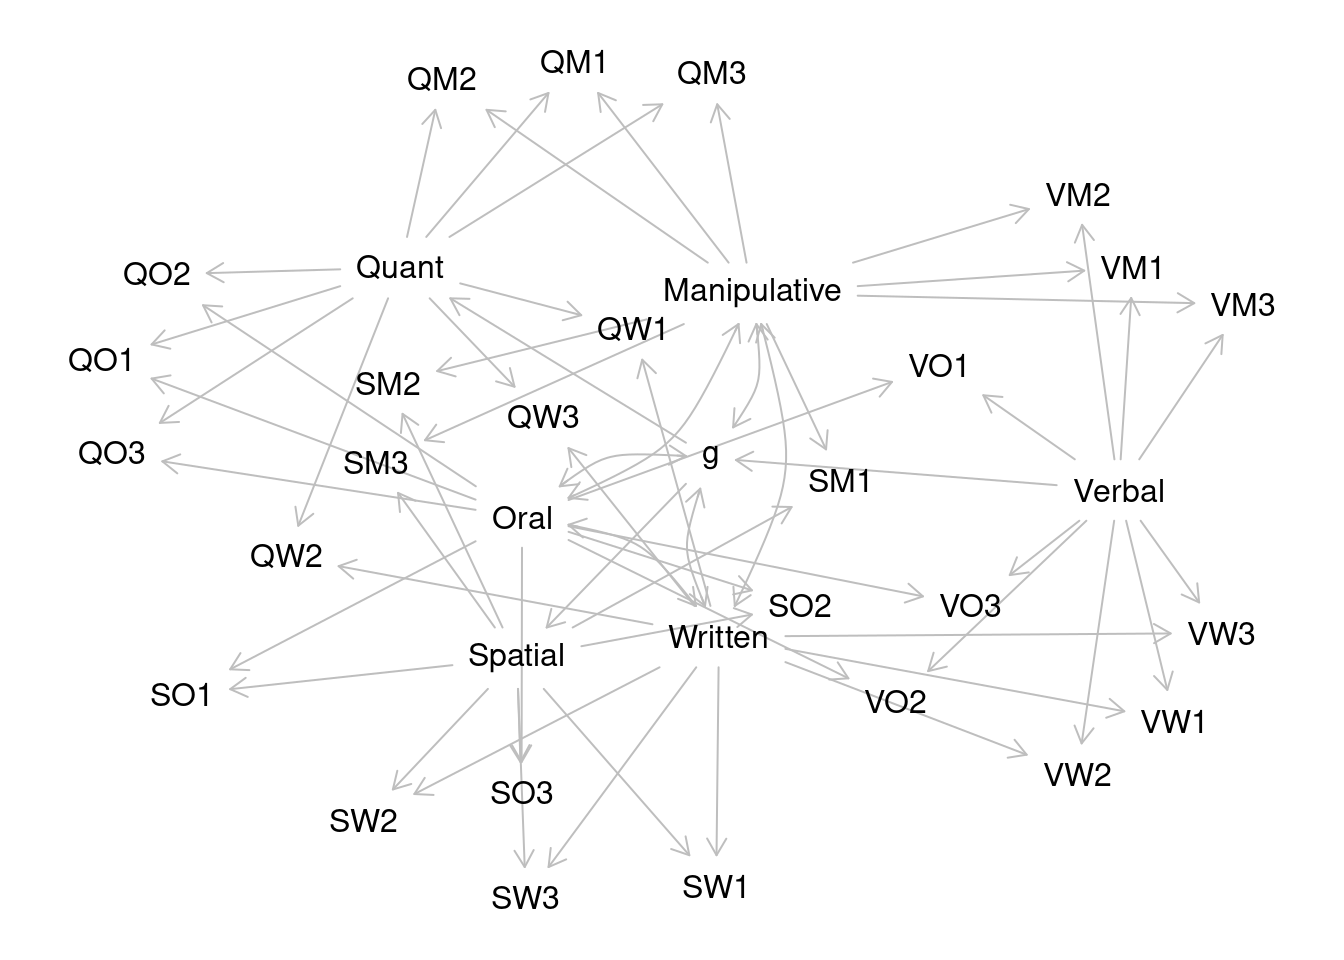 QM1
QM3
QM2
VM2
Quant
VM1
QO2
Manipulative
VM3
QW1
QO1
VO1
SM2
QW3
QO3
g
SM3
SM1
Verbal
Oral
QW2
SO2
VO3
VW3
Written
Spatial
SO1
VO2
VW1
VW2
SO3
SW2
SW1
SW3